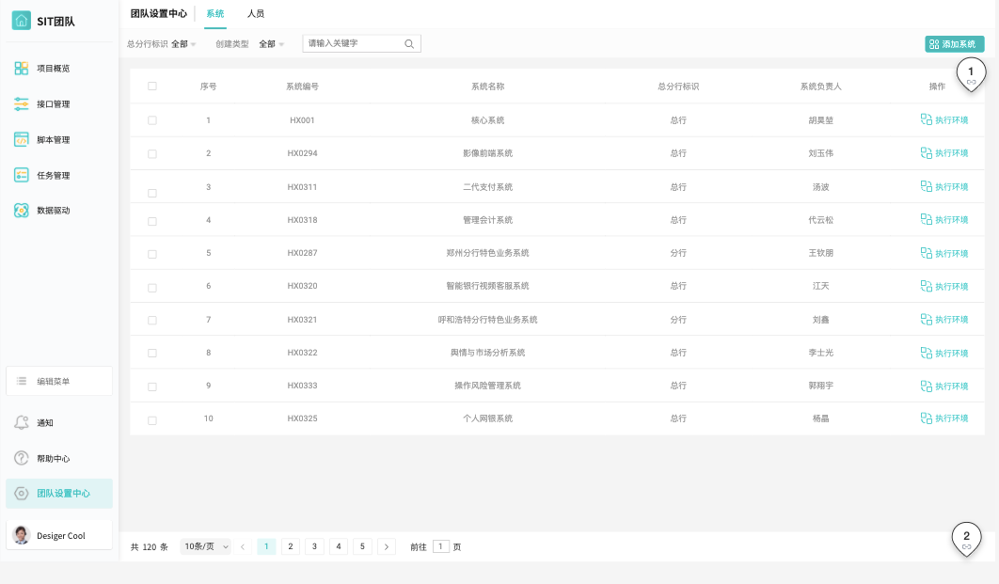 SIT团队
项目概览
接口管理
脚本管理
任务管理
数据驱动
编辑菜单
通知
帮助中心
团队设置中心
Desiger Cool
团队设置中心 系统 人员
总分行标识 全部 创建类型 全部 请输入关键字 添加系统
1
序号 系统编号 系统名称 总分行标识 系统负责人 操作
1 HX001 核心系统 总行 胡昊堃 执行环境
2 HX0294 影像前端系统 总行 刘玉伟 执行环境
3 HX0311 二代支付系统 总行 汤波 执行环境
4 HX0318 管理会计系统 总行 代云松 执行环境
5 HX0287 郑州分行特色业务系统 分行 王钦朋 执行环境
6 HX0320 智能银行视频客服系统 总行 江天 执行环境
7 HX0321 呼和浩特分行特色业务系统 分行 刘鑫 执行环境
8 HX0322 舆情与市场分析系统 总行 李士光 执行环境
9 HX0333 操作风险管理系统 总行 郭翔宇 执行环境
10 HX0325 个人网银系统 总行 杨晶 执行环境
共 120 条 10条/页 1 2 3 4 5 前往 1 页
2